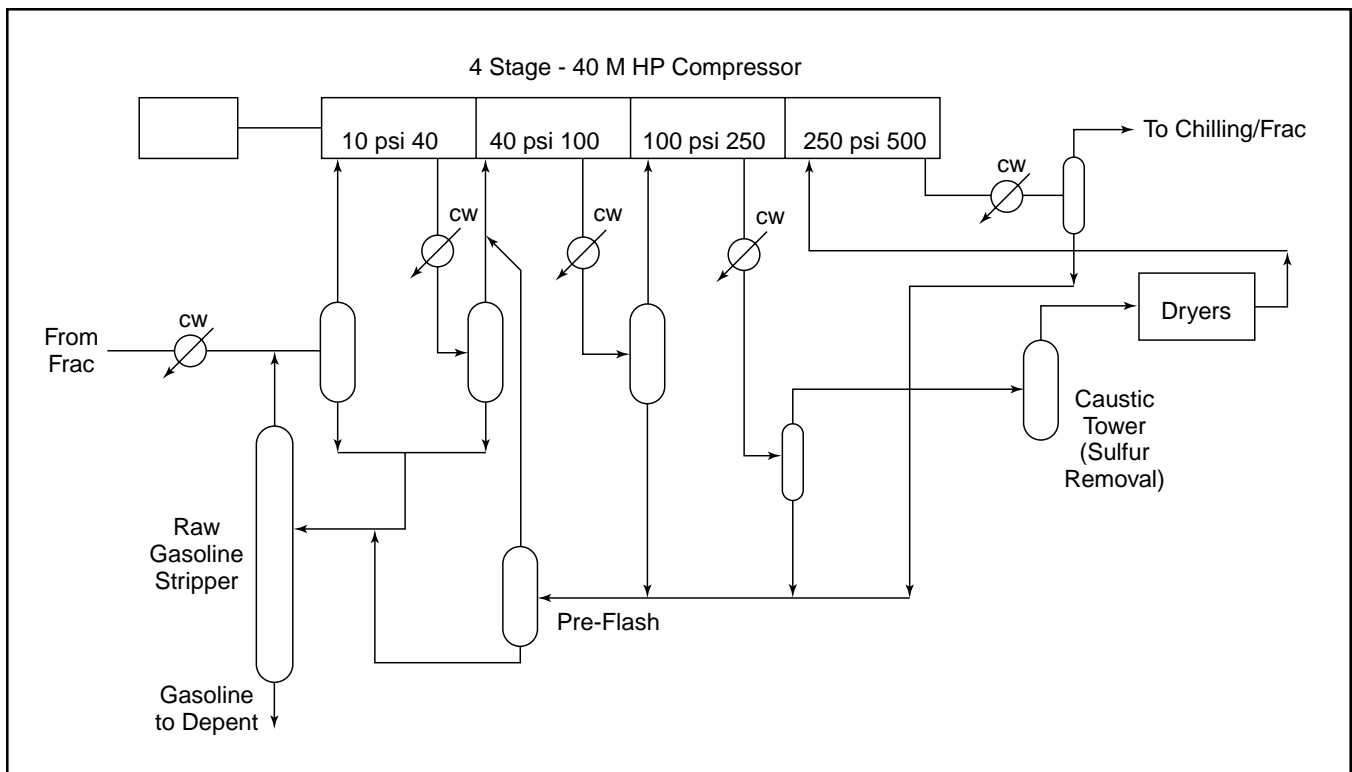 4 Stage - 40 M HP Compressor
10 psi 40
40 psi 100
100 psi 250
250 psi 500
To Chilling/Frac
cw
cw
cw
cw
cw
From
Frac
Dryers
Caustic
Tower
(Sulfur
Removal)
Raw
Gasoline
Stripper
Pre-Flash
Gasoline
to Depent